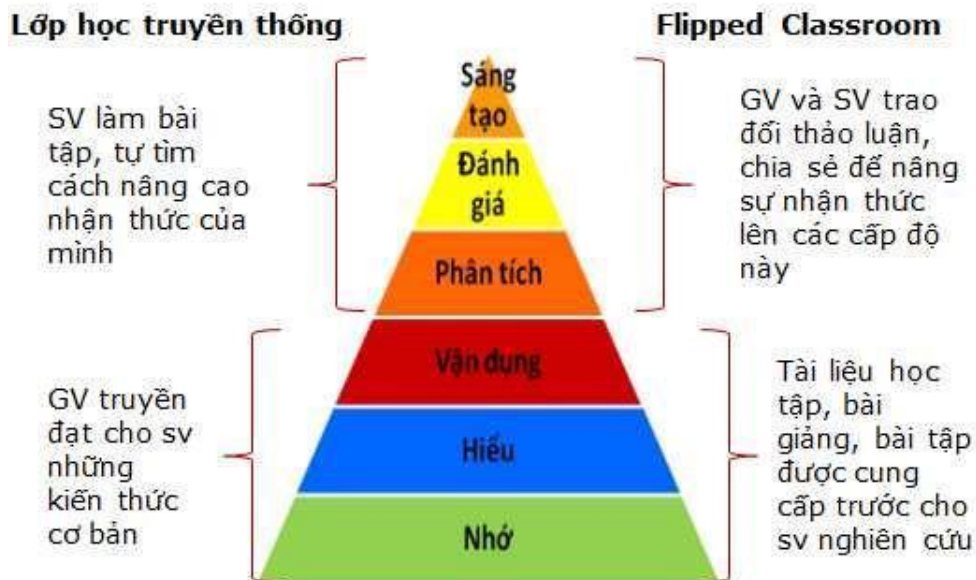 Lớp học truyền thống
Flipped Classroom
SV làm bài
tập, tự tìm
cách nâng cao
nhận thức của
mình
Sáng
tạo
Đánh
giá
Phân tích
GV và SV trao
đổi thảo luận,
chia sẻ để nâng
sự nhận thức
lên các cấp độ
này
GV truyền
đạt cho sv
những
kiến thức
cơ bản
Vận dụng
Hiểu
Nhớ
Tài liệu học
tập, bài
giảng, bài tập
được cung
cấp trước cho
sv nghiên cứu